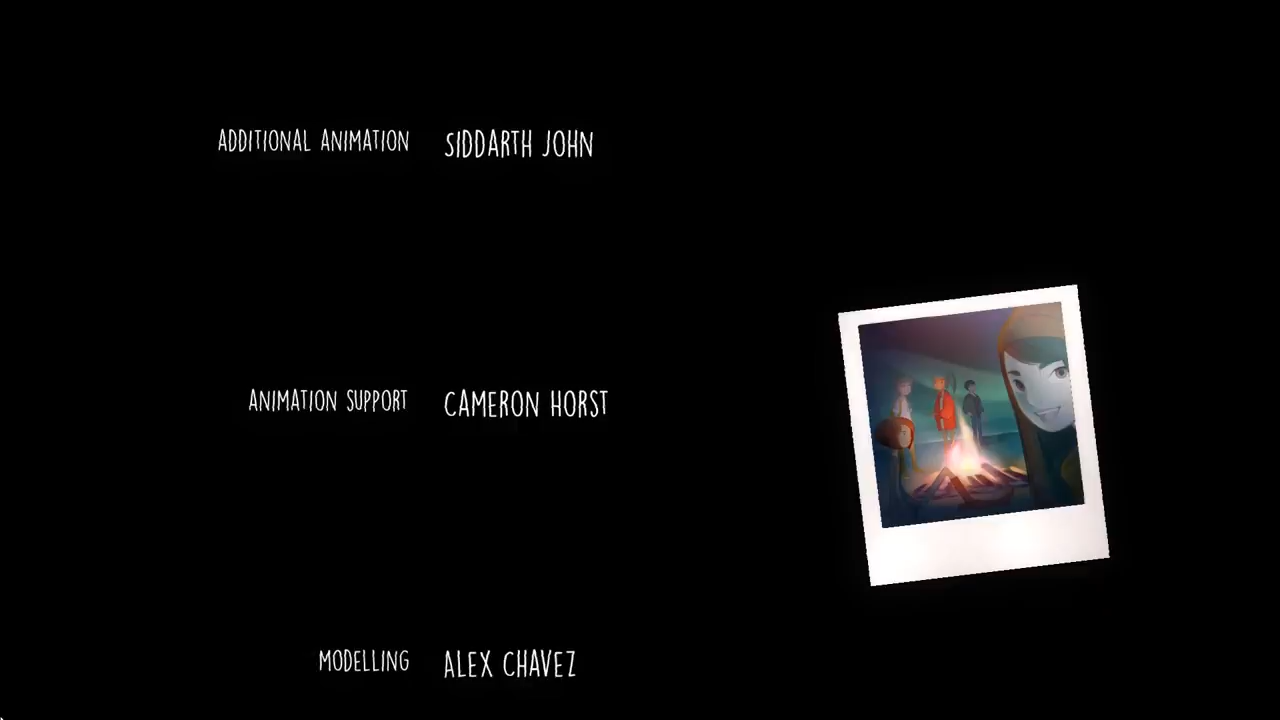 ADDITIONAL ANIMATION SIDDARTH JOHN
ANIMATION SUPPORT CAMERON HORST
MODELLING ALEX CHAVEZ